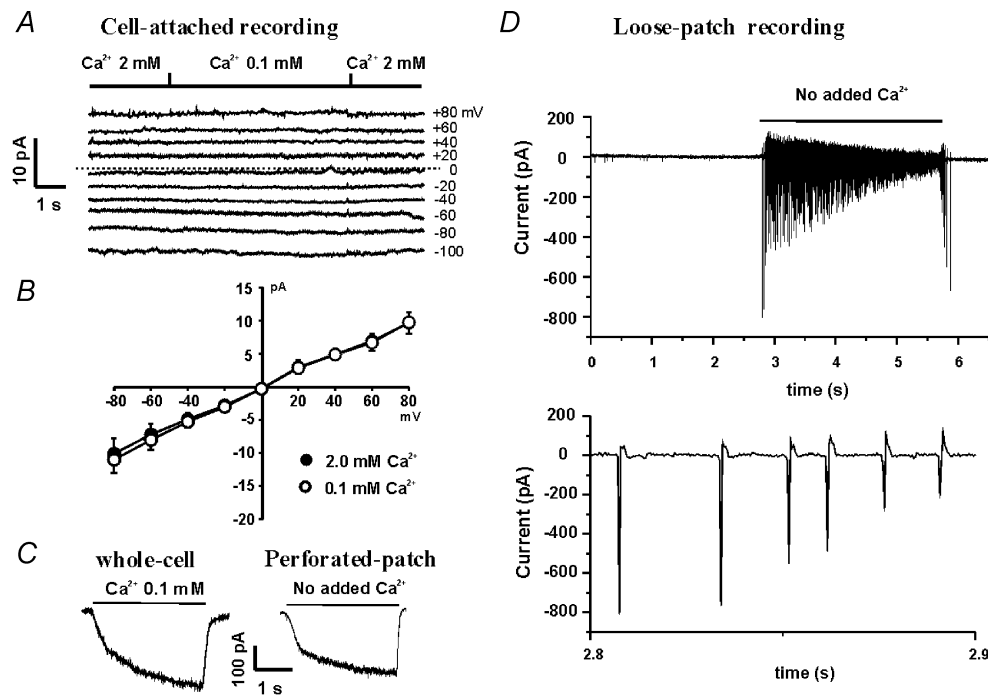 A Cell-attached recording
Ca²⁺ 2 mM Ca²⁺ 0.1 mM Ca²⁺ 2 mM
+80 mV
+60
+40
+20
0
-20
-40
-60
-80
-100
10 pA
1 s
B
pA
15
10
5
-5
-10
-15
-20
-80 -60 -40 -20 0 20 40 60 80
mV
2.0 mM Ca²⁺
0.1 mM Ca²⁺
C
whole-cell
Ca²⁺ 0.1 mM
Perforated-patch
No added Ca²⁺
100 pA
1 s
D Loose-patch recording
No added Ca²⁺
Current (pA)
200
0
-200
-400
-600
-800
0 1 2 3 4 5 6
time (s)
Current (pA)
200
0
-200
-400
-600
-800
2.8 2.9
time (s)